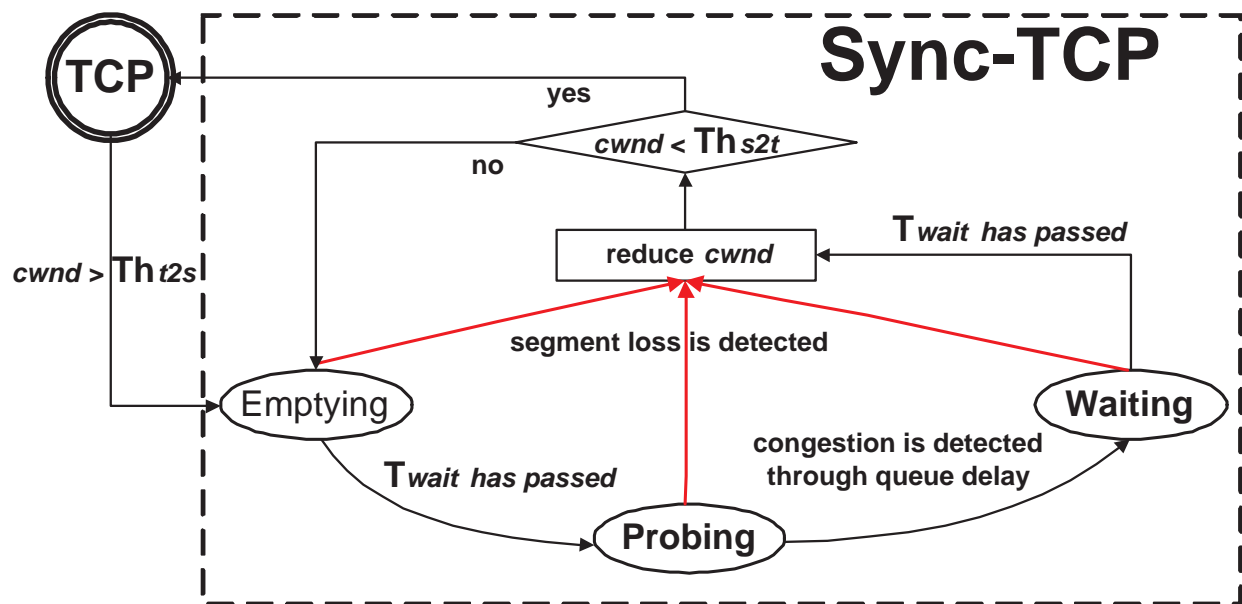 Sync-TCP
TCP
yes
cwnd < Th s2t
no
T wait has passed
reduce cwnd
cwnd > Th t2s
segment loss is detected
Emptying
Waiting
congestion is detected
through queue delay
T wait has passed
Probing